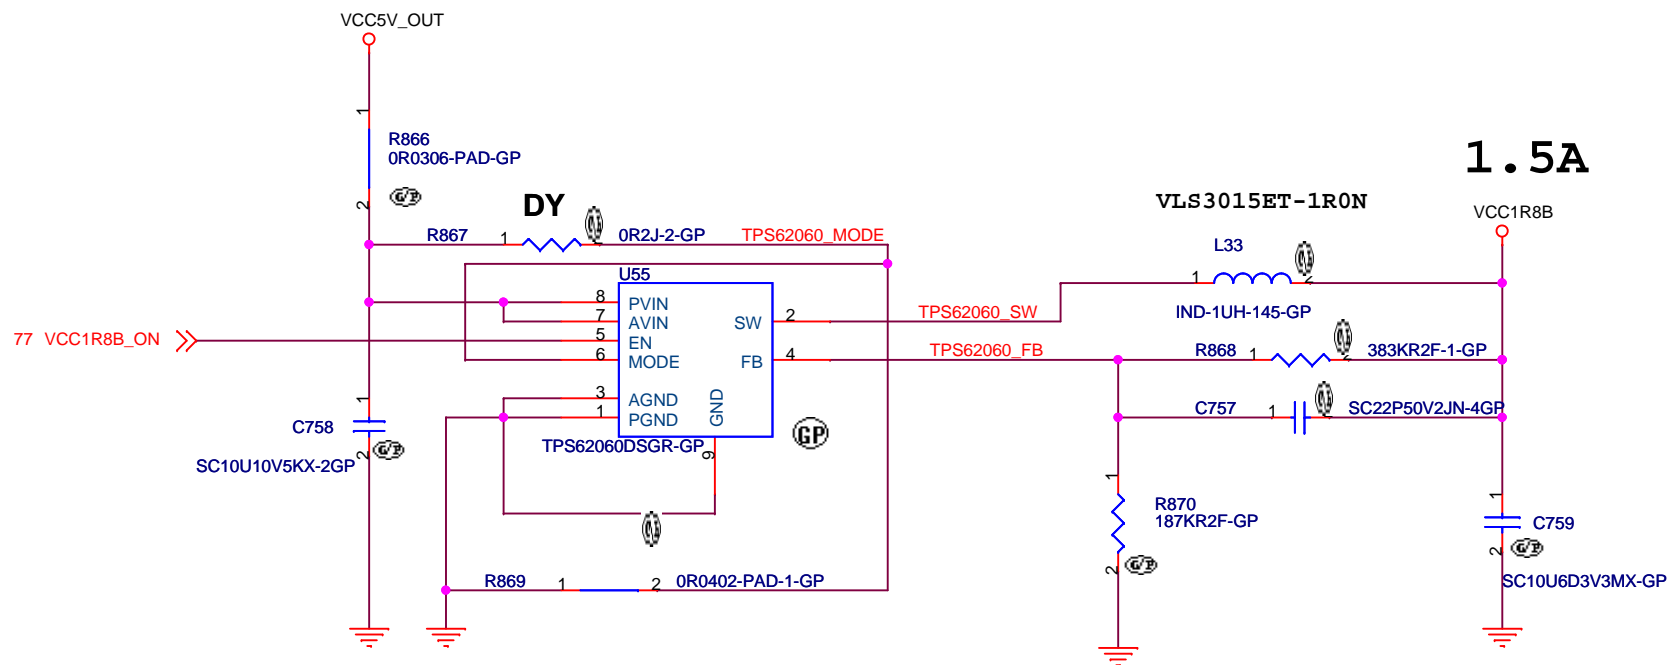 VCC5V_OUT
1
R866
0R0306-PAD-GP
2
G/P
1.5A
DY
VLS3015ET-1R0N
VCC1R8B
R867
1
0R2J-2-GP
TPS62060_MODE
L33
U55
1
2
IND-1UH-145-GP
8
PVIN
7
AVIN
SW
2
TPS62060_SW
77
VCC1R8B_ON
5
EN
6
MODE
FB
4
TPS62060_FB
R868
1
2
383KR2F-1-GP
3
AGND
1
PGND
GND
9
C757
1
SC22P50V2JN-4GP
1
C758
2
G/P
SC10U10V5KX-2GP
TPS62060DSGR-GP
GP
1
R870
187KR2F-GP
2
G/P
1
C759
2
G/P
SC10U6D3V3MX-GP
R869
1
2
0R0402-PAD-1-GP